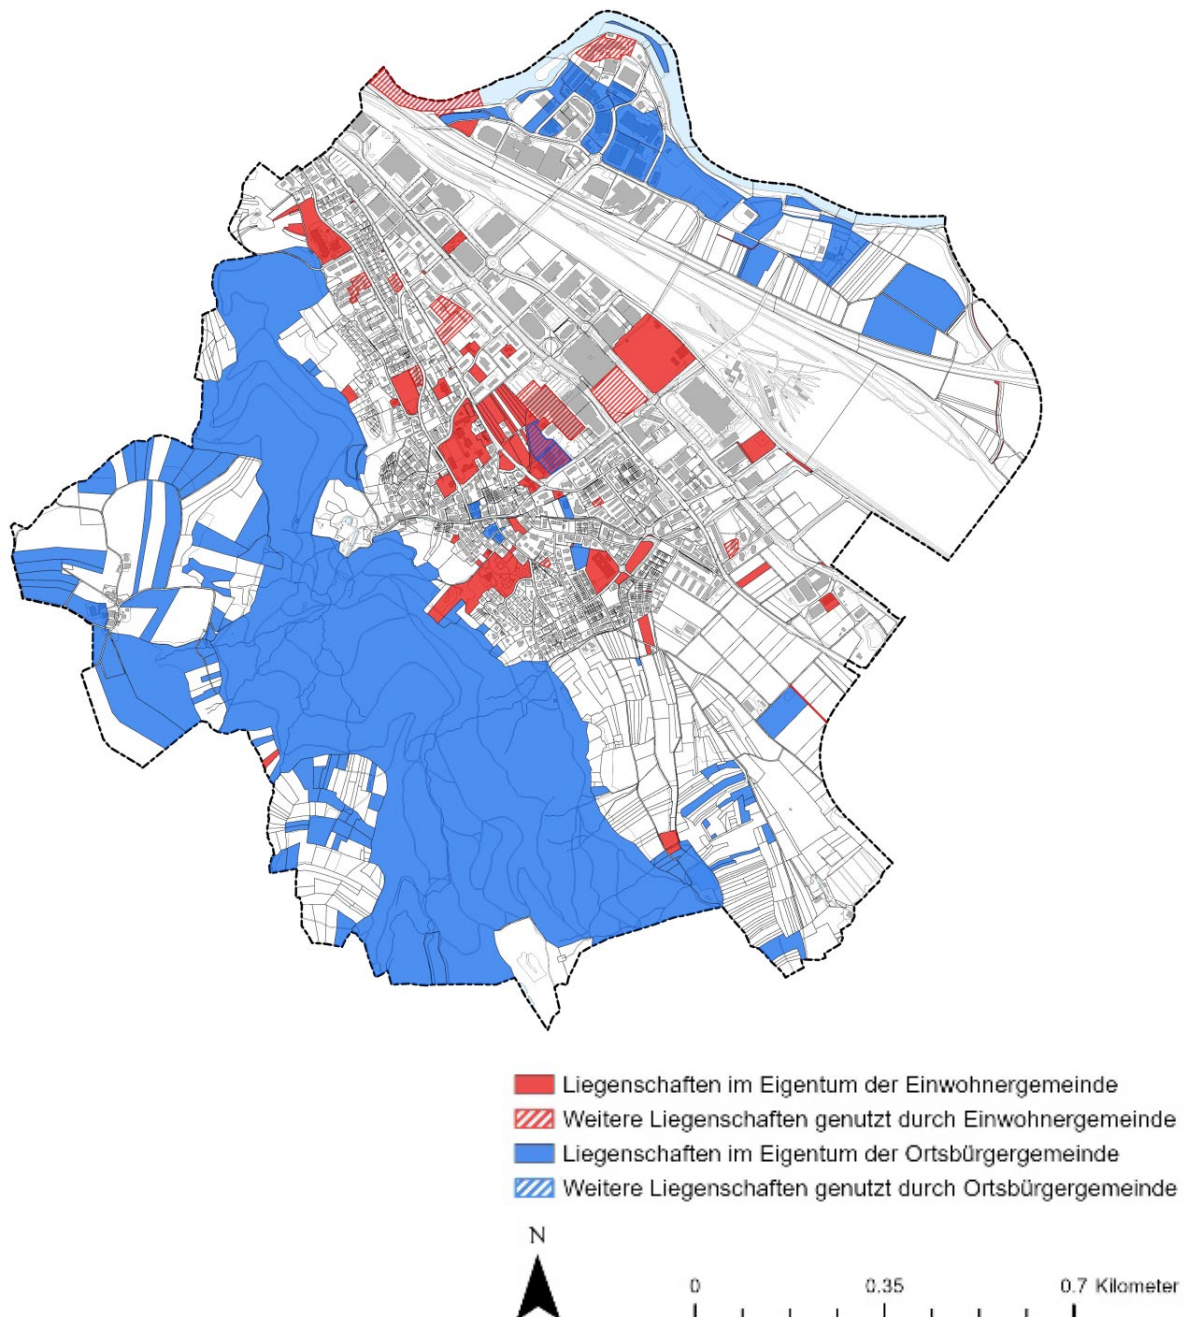 Liegenschaften im Eigentum der Einwohnergemeinde
Weitere Liegenschaften genutzt durch Einwohnergemeinde
Liegenschaften im Eigentum der Ortsbürgergemeinde
Weitere Liegenschaften genutzt durch Ortsbürgergemeinde
N
0 0.35 0.7 Kilometer